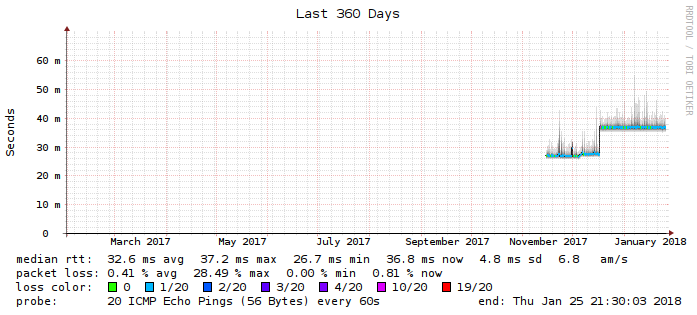 Last 360 Days
RRDTOOL / TOBI OETIKER
Seconds
60 m
50 m
40 m
30 m
20 m
10 m
0
March 2017 May 2017 July 2017 September 2017 November 2017 January 2018
median rtt: 32.6 ms avg 37.2 ms max 26.7 ms min 36.8 ms now 4.8 ms sd 6.8 am/s
packet loss: 0.41 % avg 28.49 % max 0.00 % min 0.81 % now
loss color: 0 1/20 2/20 3/20 4/20 10/20 19/20
probe: 20 ICMP Echo Pings (56 Bytes) every 60s end: Thu Jan 25 21:30:03 2018